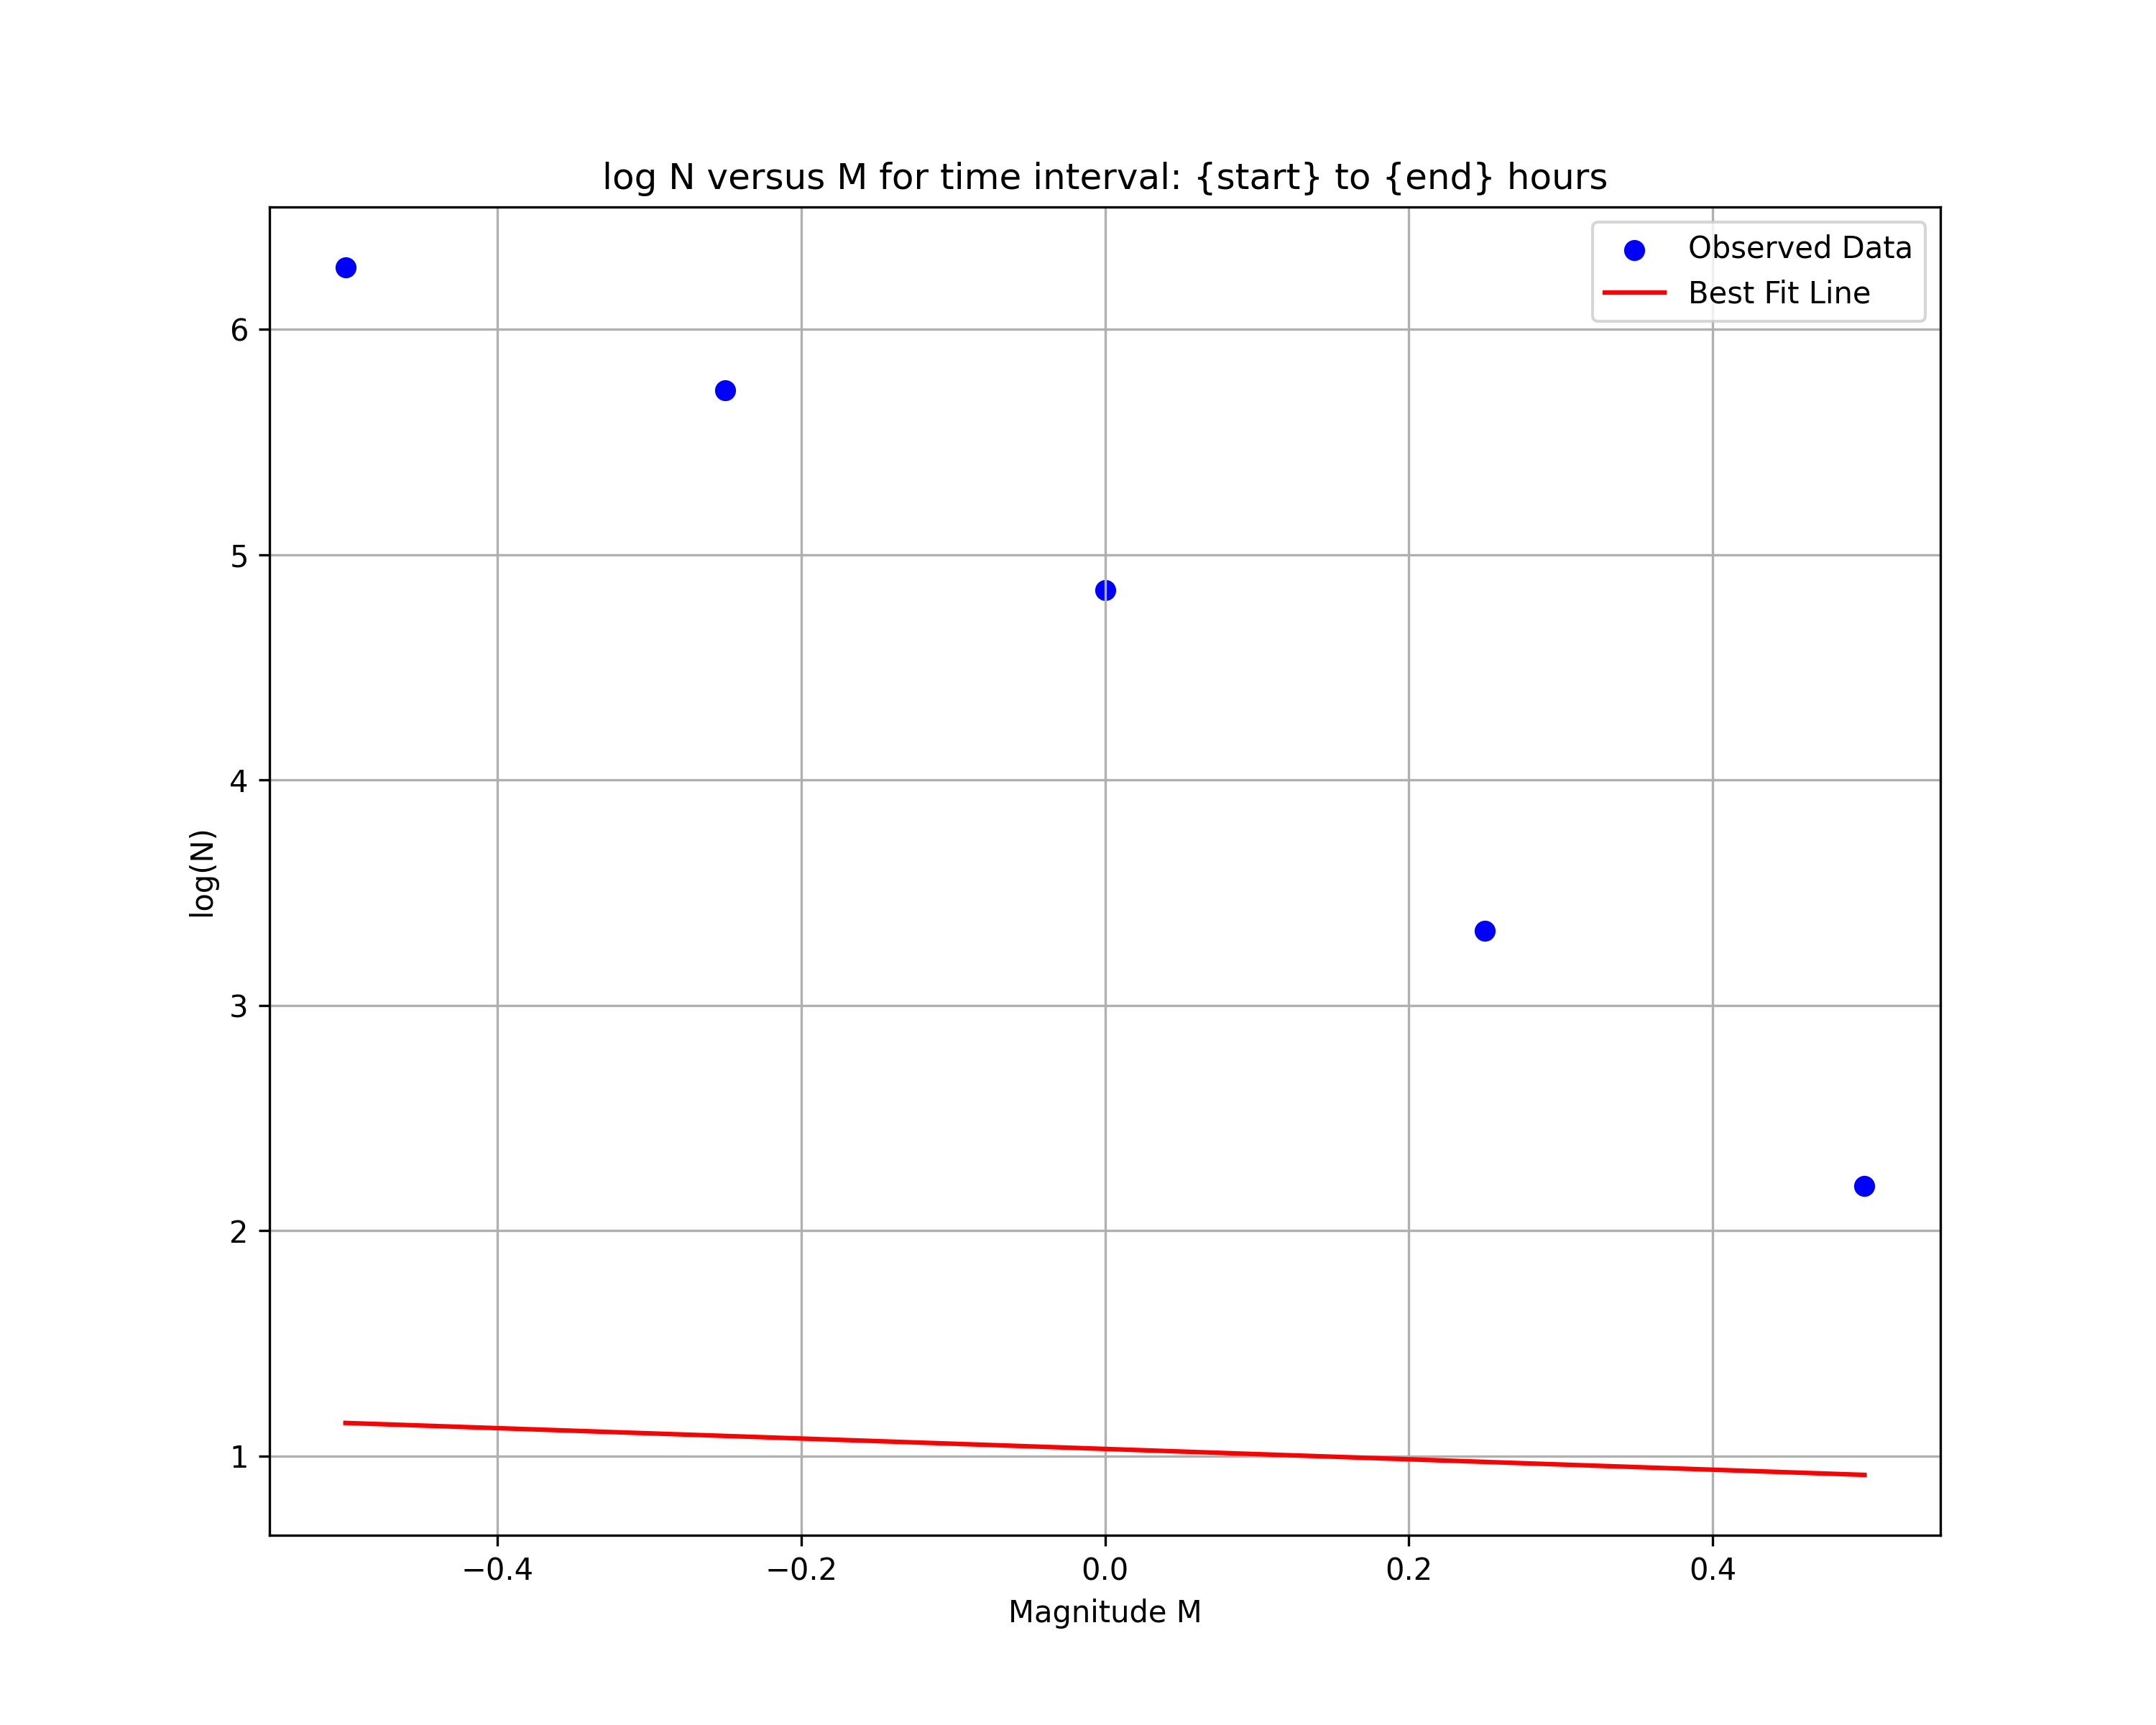 log N versus M for time interval: {start} to {end} hours
Observed Data
Best Fit Line
6
5
4
3
2
1
log(N)
−0.4
−0.2
0.0
0.2
0.4
Magnitude M